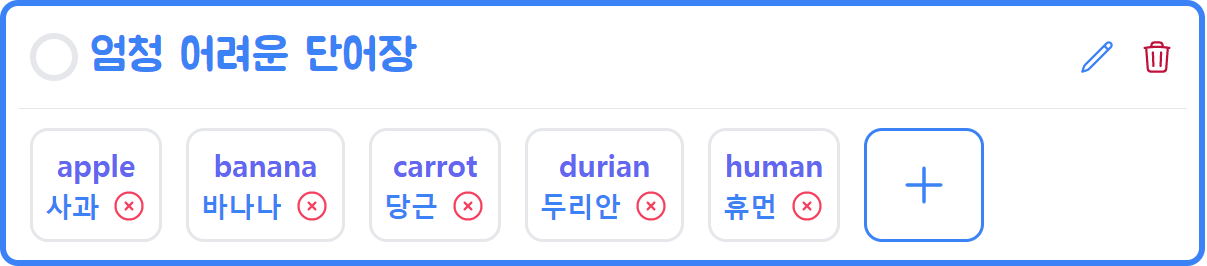 엄청 어려운 단어장
apple
사과
banana
바나나
carrot
당근
durian
두리안
human
휴먼